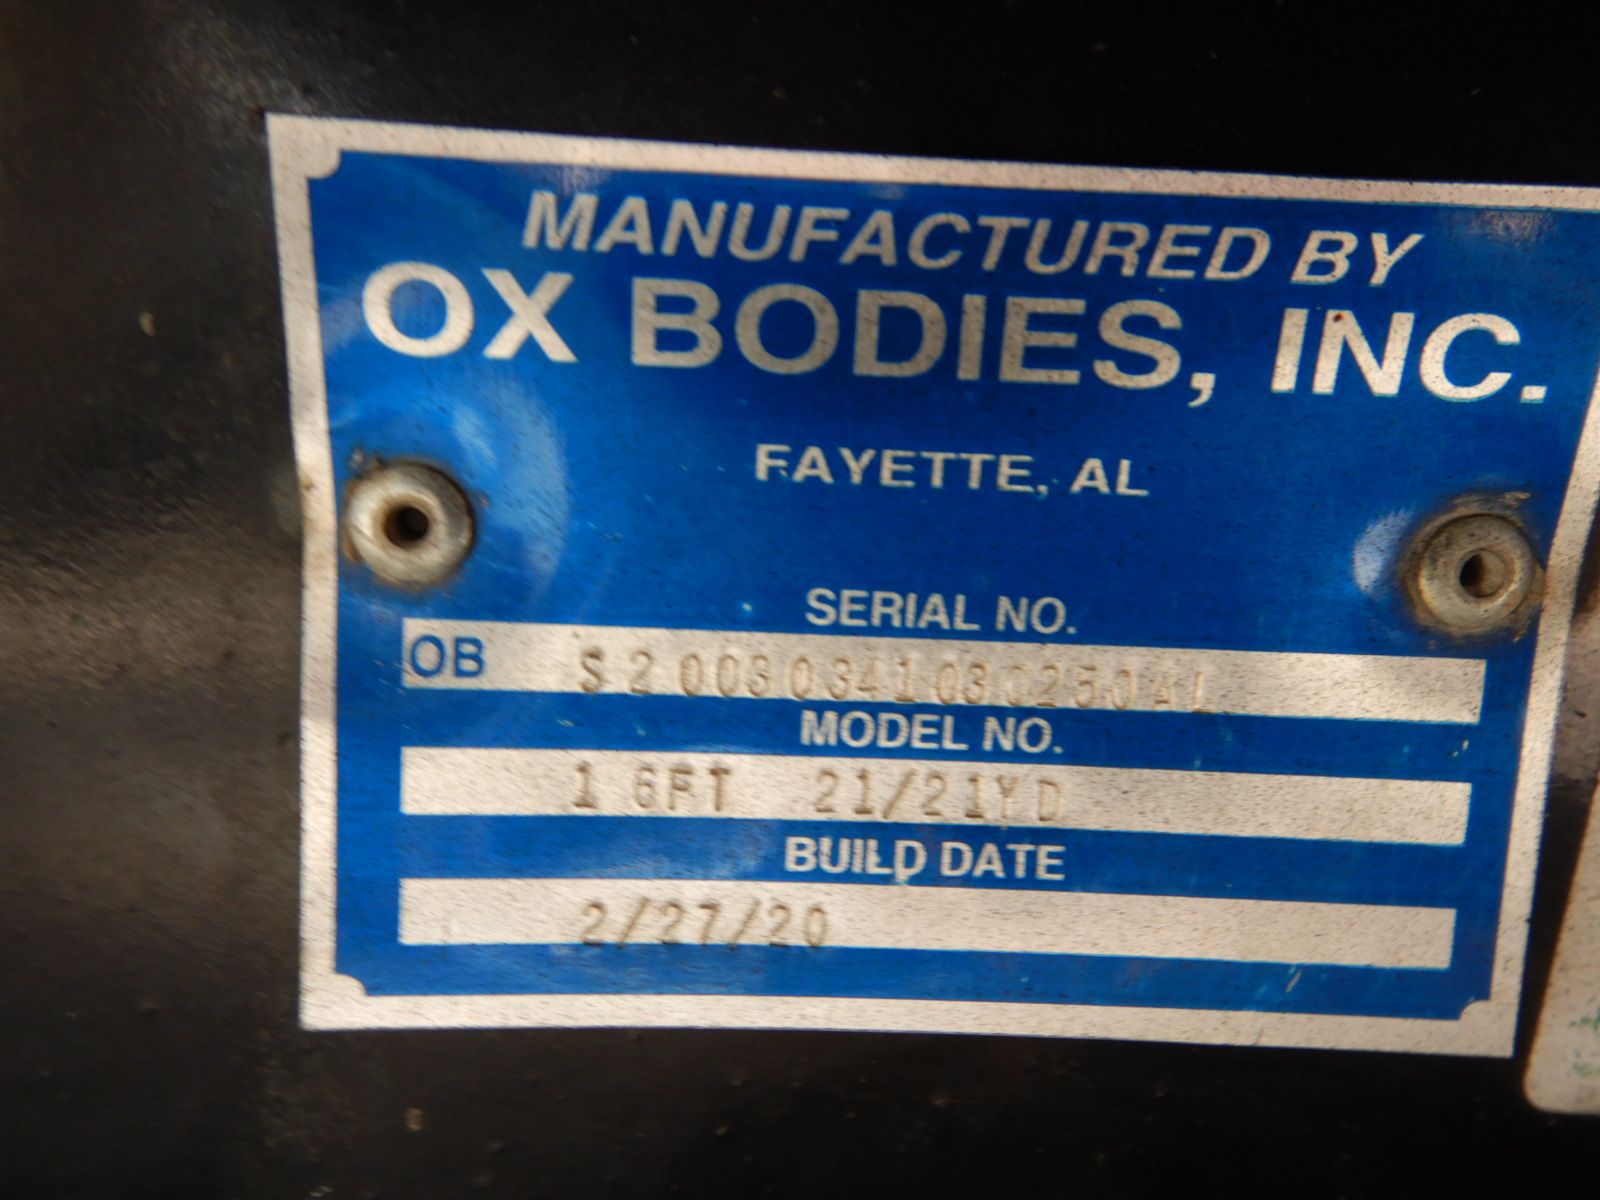 MANUFACTURED BY
OX BODIES, INC.
FAYETTE, AL
SERIAL NO.
OB S2003034103C250AL
MODEL NO.
16FT 21/21YD
BUILD DATE
2/27/20